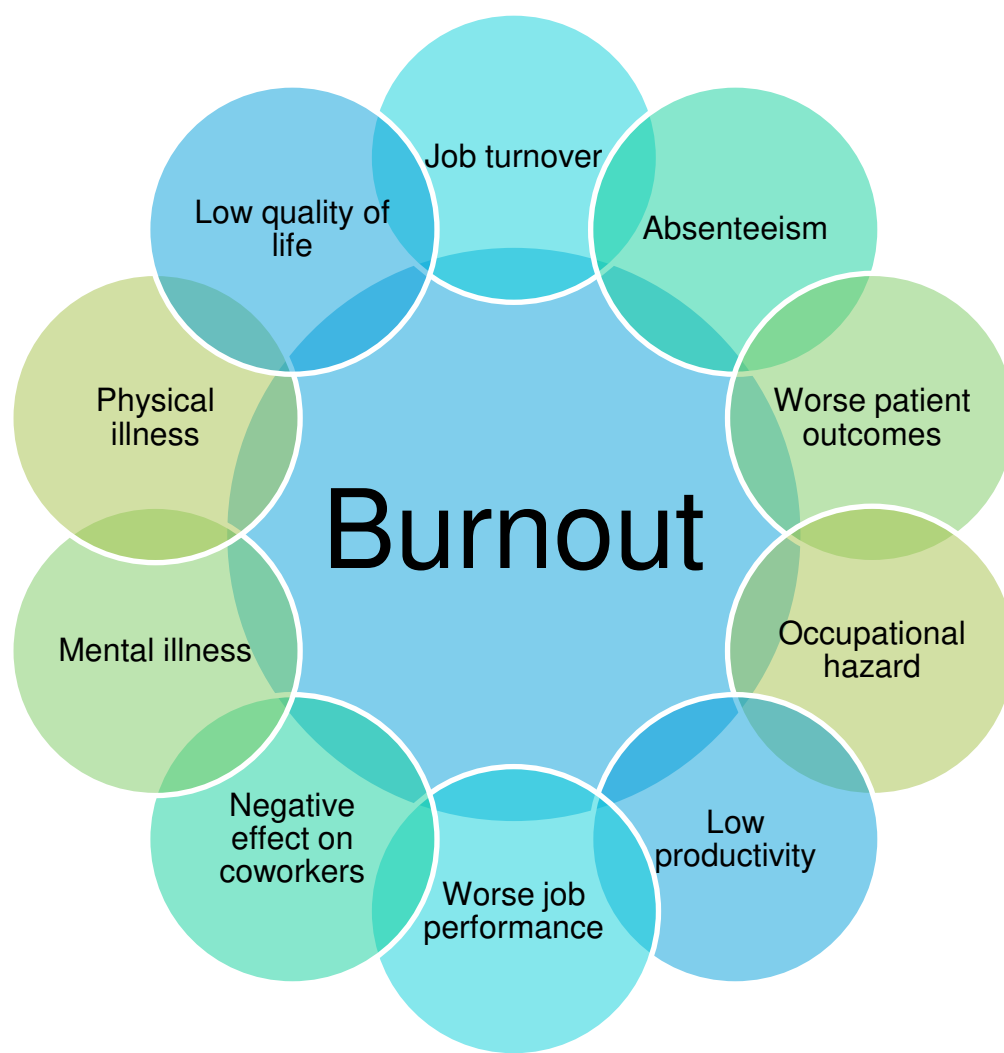 Job turnover
Absenteeism
Worse patient
outcomes
Occupational
hazard
Low
productivity
Worse job
performance
Negative
effect on
coworkers
Mental illness
Physical
illness
Low quality of
life
Burnout